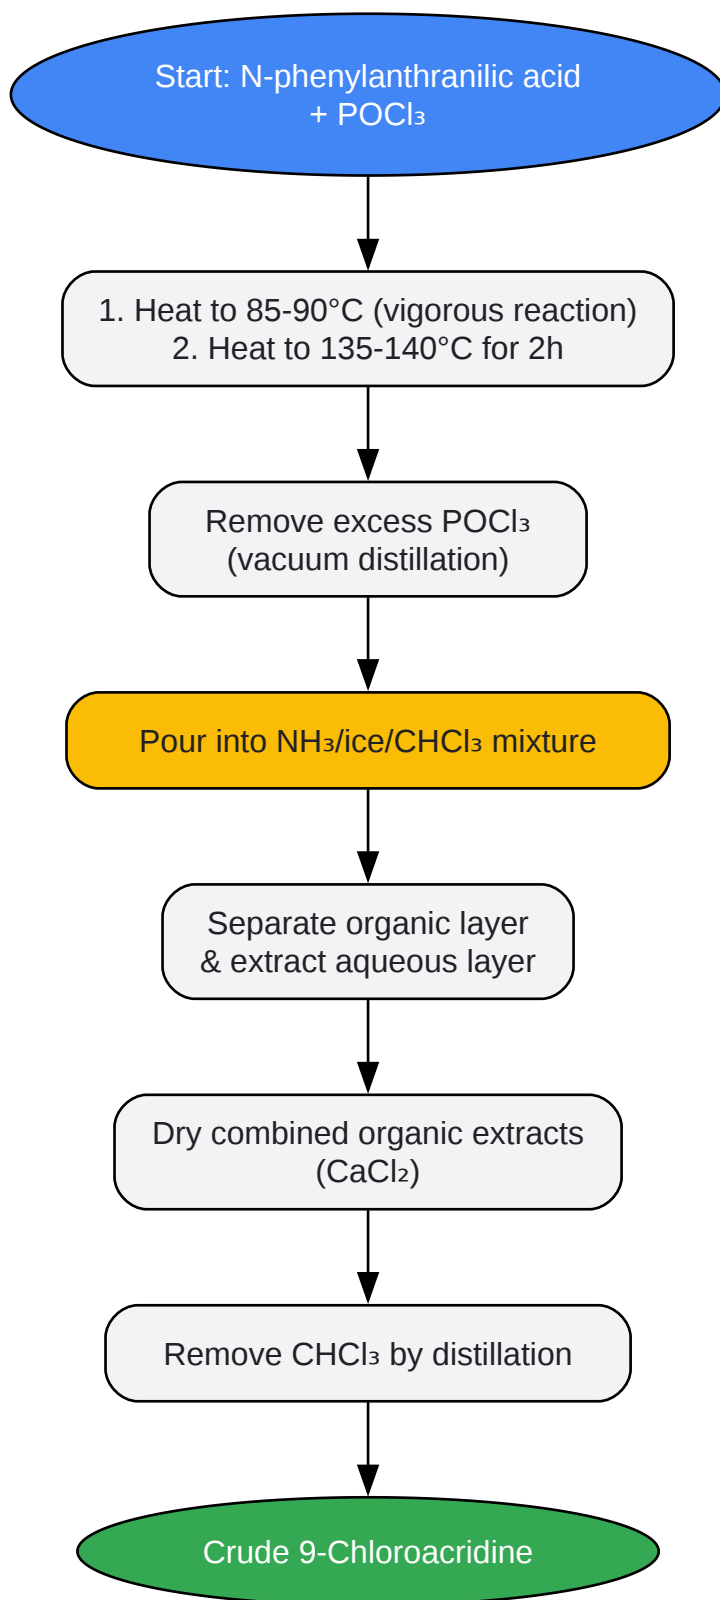 Start: N-phenylanthranilic acid
+ POCl₃
1. Heat to 85-90°C (vigorous reaction)
2. Heat to 135-140°C for 2h
Remove excess POCl₃
(vacuum distillation)
Pour into NH₃/ice/CHCl₃ mixture
Separate organic layer
& extract aqueous layer
Dry combined organic extracts
(CaCl₂)
Remove CHCl₃ by distillation
Crude 9-Chloroacridine